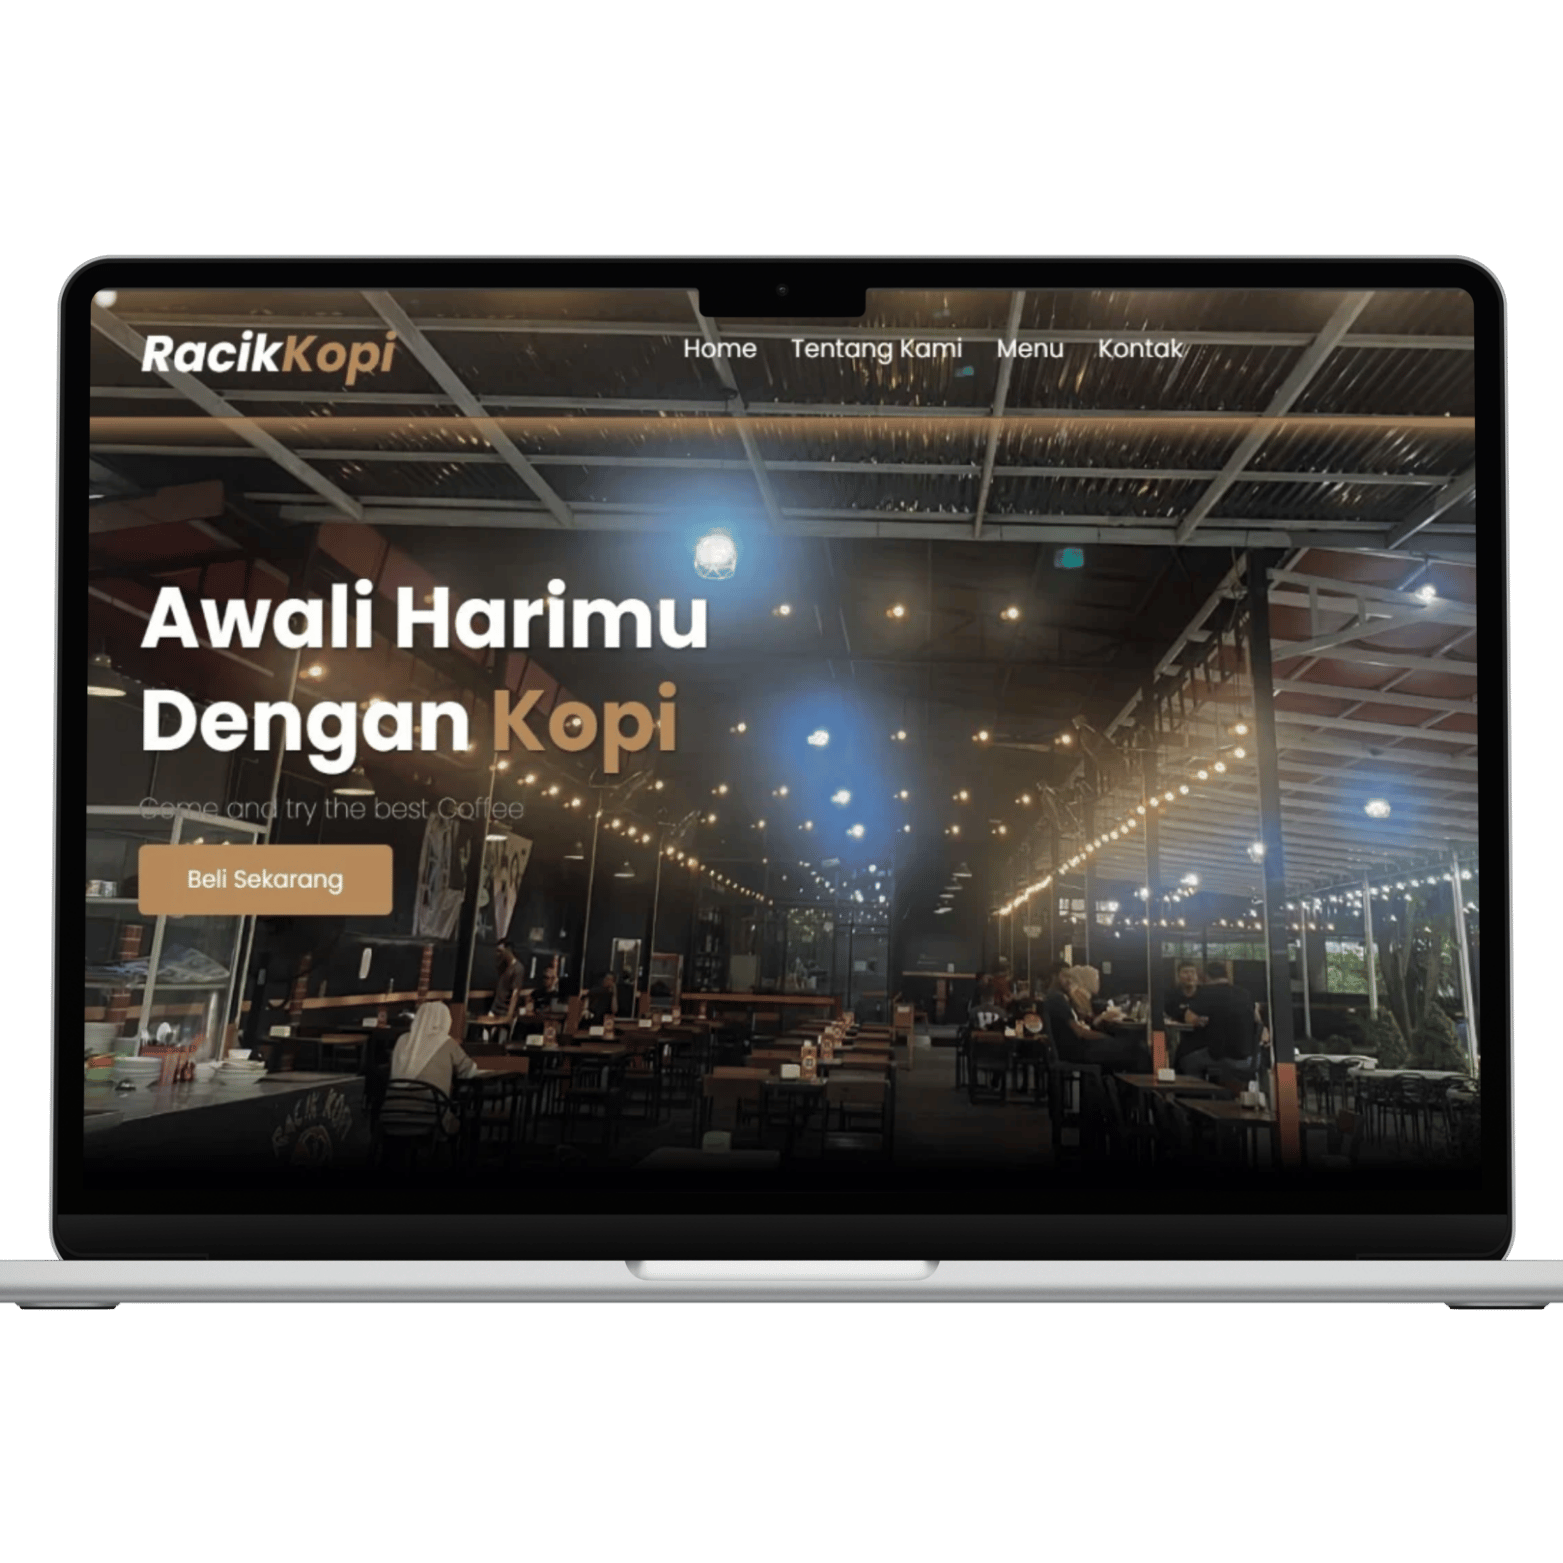 RacikKopi
Home Tentang Kami Menu Kontak
Awali Harimu
Dengan Kopi
Come and try the best Coffee
Beli Sekarang